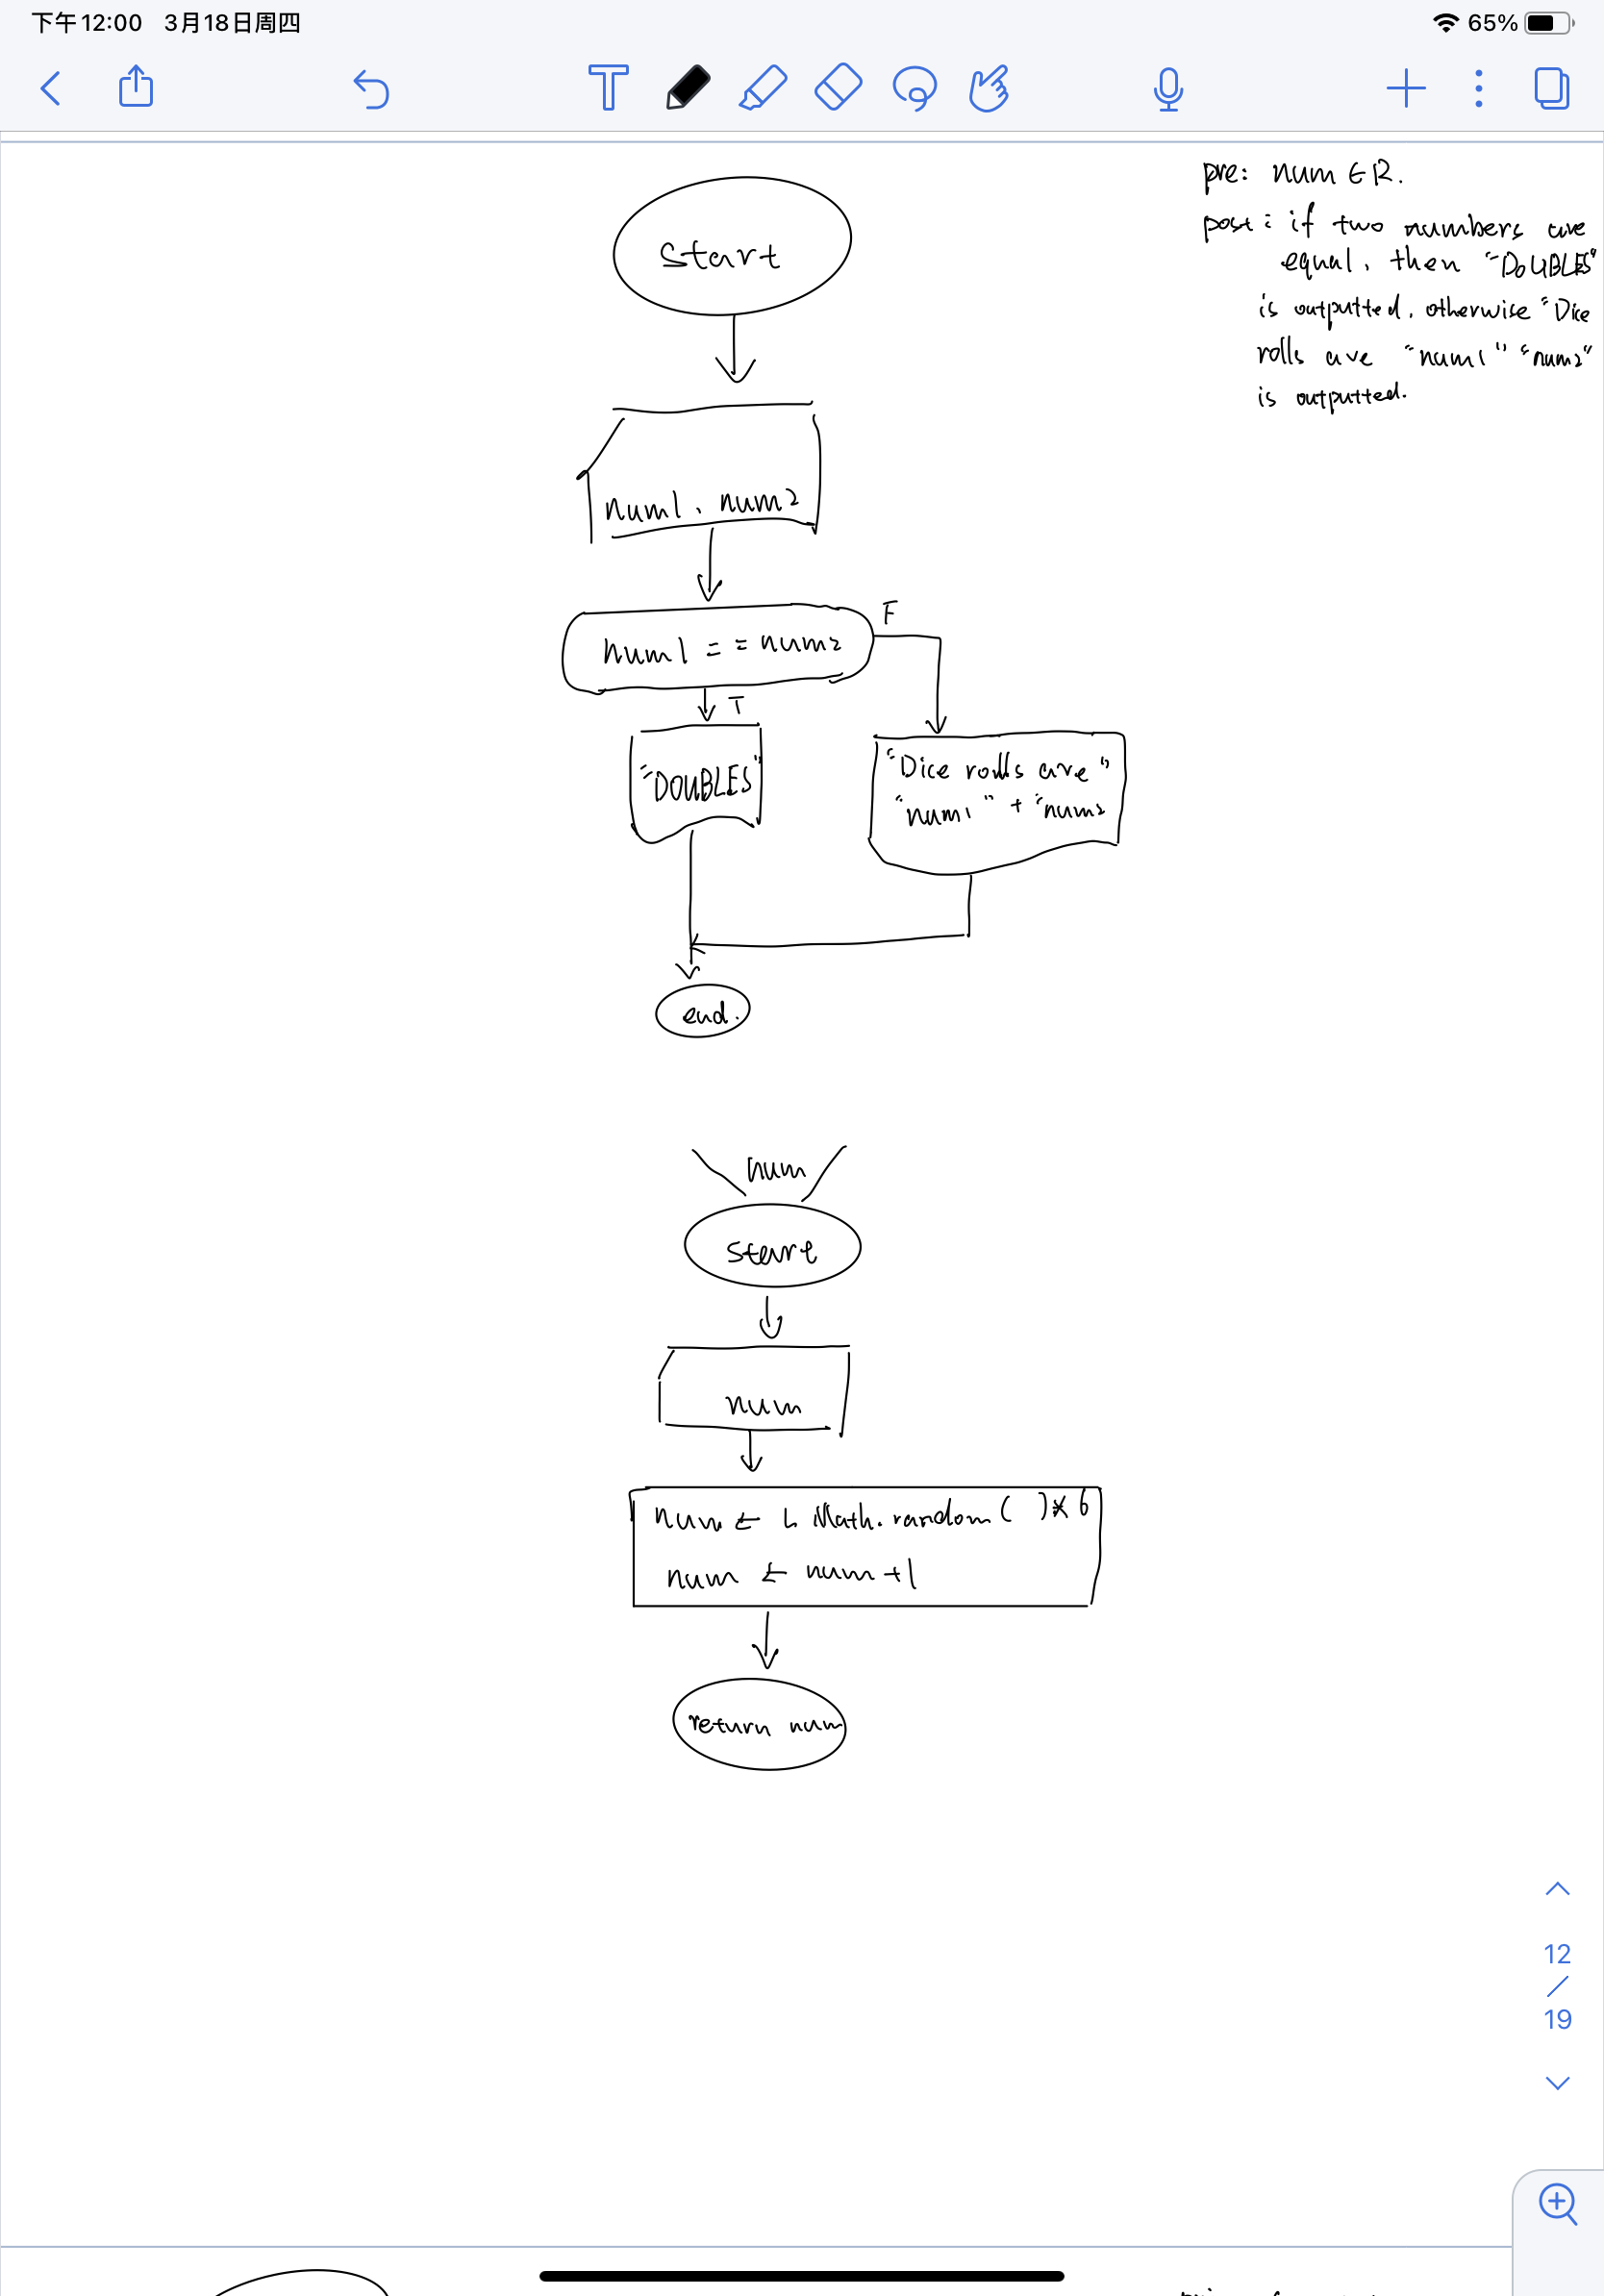 下午12:00 3月18日周四
65%
T
pre: num ∈ R.
post: if two numbers are
equal, then "DOUBLES"
is outputted, otherwise "Dice
rolls are "num1" "num2"
is outputted.
start
num1, num2
num1 == num2
F
T
"DOUBLES"
"Dice rolls are"
"num1" + "num2
end.
num
start
num
num ← ⌊ Math.random( )* 6
num ← num +1
return num
12
/
19